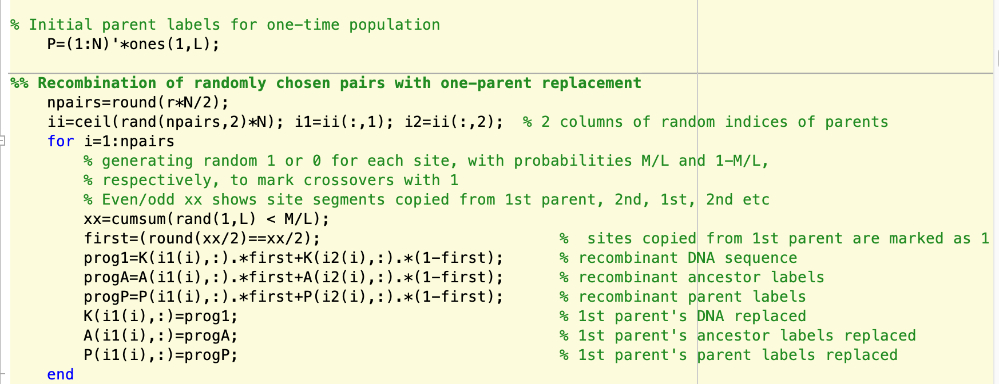 % Initial parent labels for one-time population
P=(1:N)'*ones(1,L);
%% Recombination of randomly chosen pairs with one-parent replacement
npairs=round(r*N/2);
ii=ceil(rand(npairs,2)*N); i1=ii(:,1); i2=ii(:,2);  % 2 columns of random indices of parents
for i=1:npairs
% generating random 1 or 0 for each site, with probabilities M/L and 1-M/L,
% respectively, to mark crossovers with 1
% Even/odd xx shows site segments copied from 1st parent, 2nd, 1st, 2nd etc
xx=cumsum(rand(1,L) < M/L);
first=(round(xx/2)==xx/2); %  sites copied from 1st parent are marked as 1
prog1=K(i1(i),:).*first+K(i2(i),:).*(1-first); % recombinant DNA sequence
progA=A(i1(i),:).*first+A(i2(i),:).*(1-first); % recombinant ancestor labels
progP=P(i1(i),:).*first+P(i2(i),:).*(1-first); % recombinant parent labels
K(i1(i),:)=prog1; % 1st parent's DNA replaced
A(i1(i),:)=progA; % 1st parent's ancestor labels replaced
P(i1(i),:)=progP; % 1st parent's parent labels replaced
end